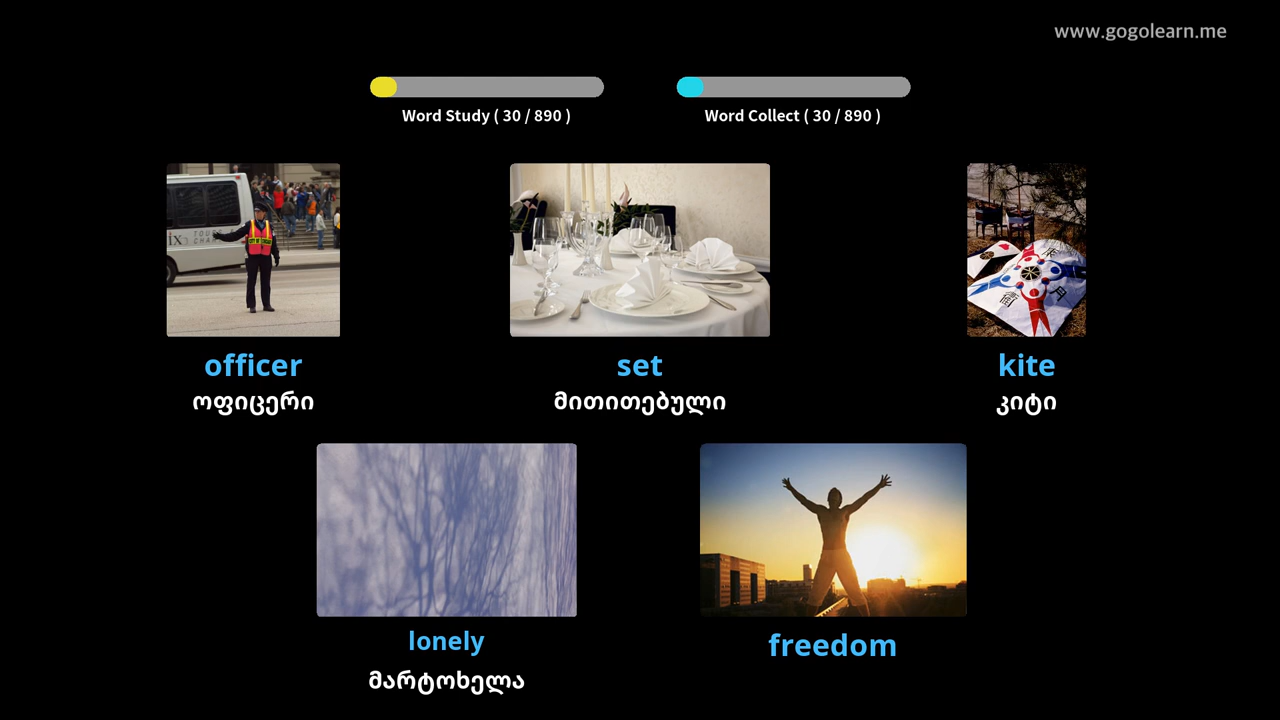 www.gogolearn.me
Word Study ( 30 / 890 )
Word Collect ( 30 / 890 )
officer
ოფიცერი
set
მითითებული
kite
კიტი
lonely
მარტოხელა
freedom